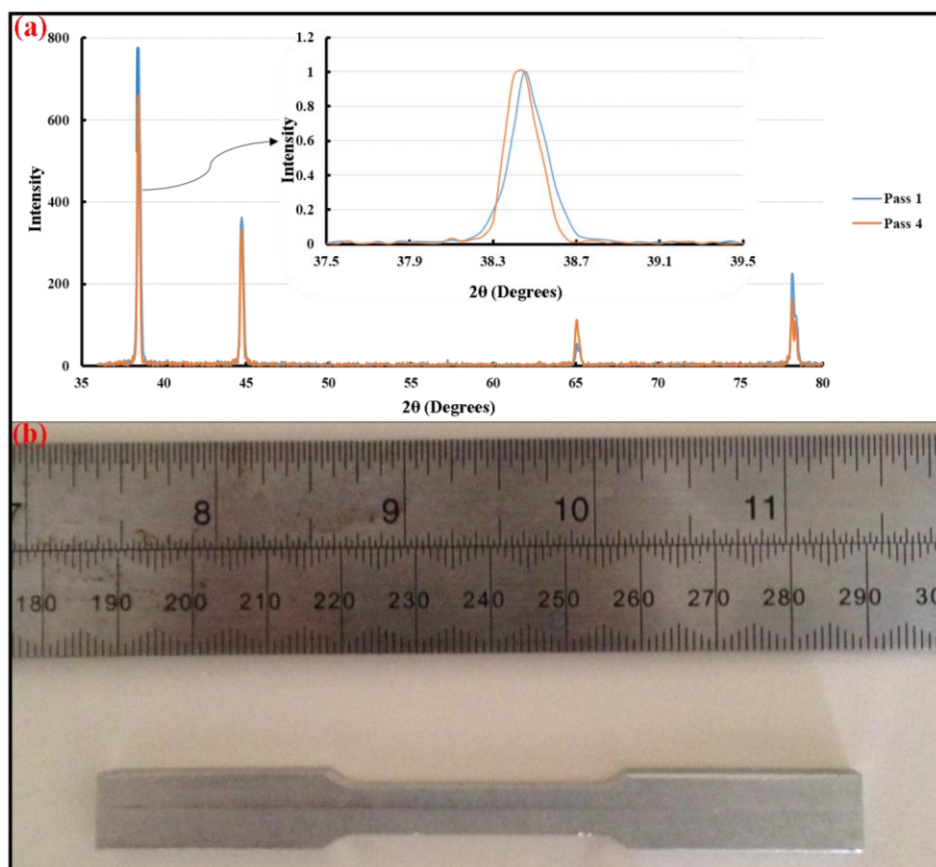 (a)
800
600
400
200
0
Intensity
35 40 45 50 55 60 65 70 75 80
2θ (Degrees)
1.2
1
0.8
0.6
0.4
0.2
0
Intensity
37.5 37.9 38.3 38.7 39.1 39.5
2θ (Degrees)
Pass 1
Pass 4
(b)
7 8 9 10 11
180 190 200 210 220 230 240 250 260 270 280 290 30